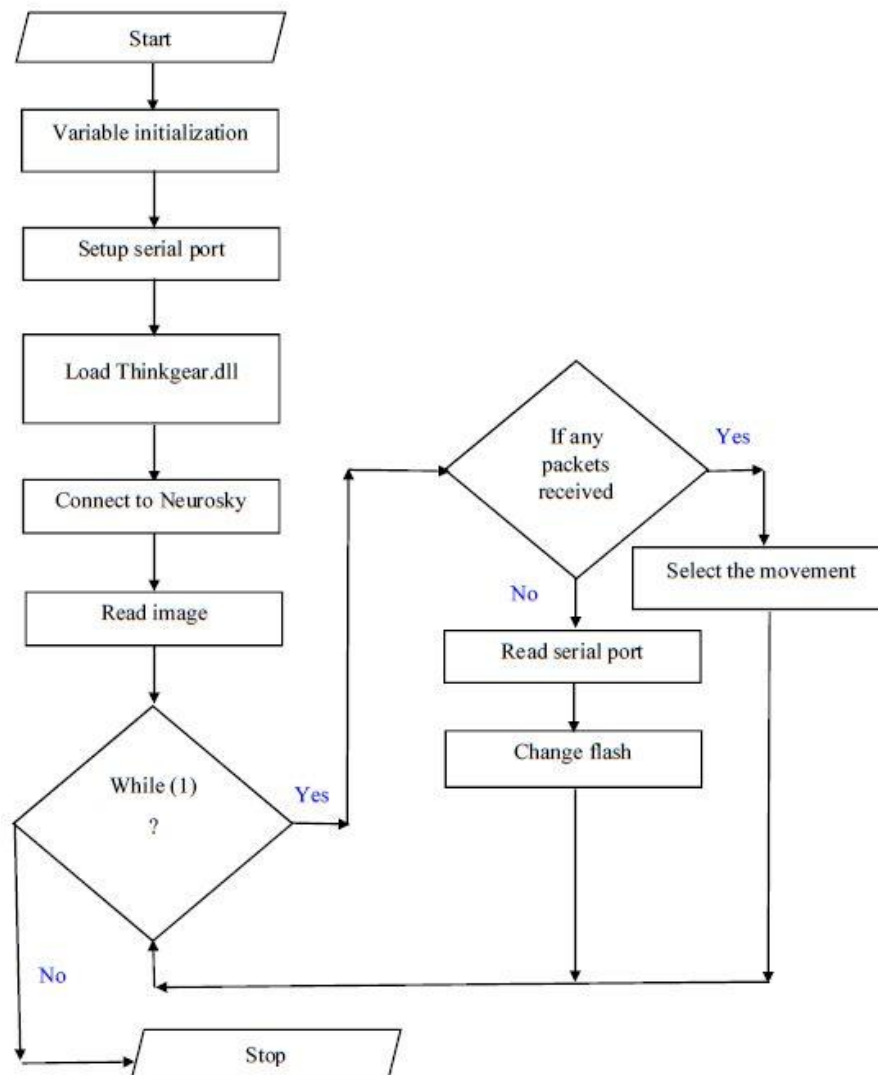 Start
Variable initialization
Setup serial port
Load Thinkgear.dll
Connect to Neurosky
Read image
While (1)
?
Yes
No
Stop
If any
packets
received
Yes
No
Select the movement
Read serial port
Change flash